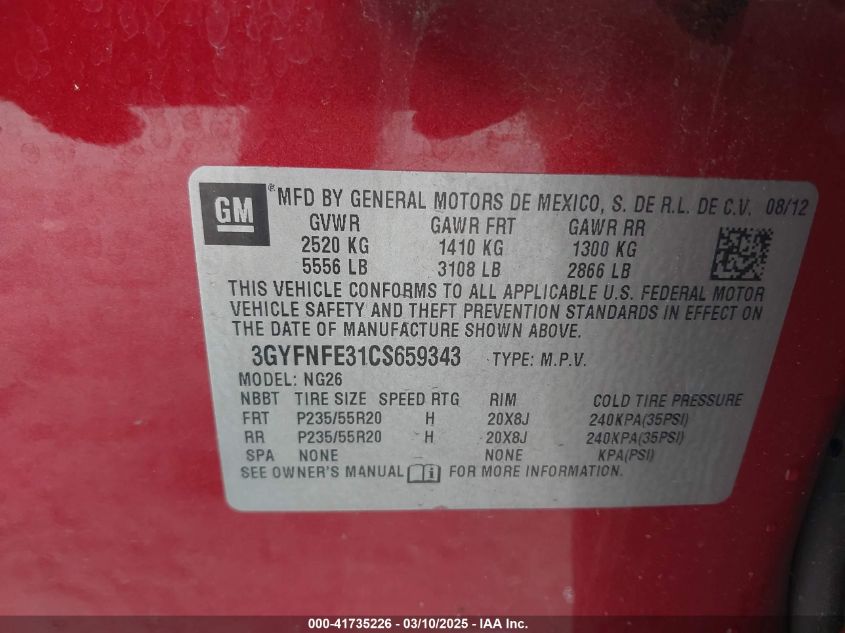 GM ® MFD BY GENERAL MOTORS DE MEXICO, S. DE R.L. DE C.V. 08/12
GVWR GAWR FRT GAWR RR
2520 KG 1410 KG 1300 KG
5556 LB 3108 LB 2866 LB
THIS VEHICLE CONFORMS TO ALL APPLICABLE U.S. FEDERAL MOTOR
VEHICLE SAFETY AND THEFT PREVENTION STANDARDS IN EFFECT ON
THE DATE OF MANUFACTURE SHOWN ABOVE.
3GYFNFE31CS659343 TYPE: M.P.V.
MODEL: NG26
NBBT TIRE SIZE SPEED RTG RIM COLD TIRE PRESSURE
FRT P235/55R20 H 20X8J 240KPA(35PSI)
RR P235/55R20 H 20X8J 240KPA(35PSI)
SPA NONE NONE KPA(PSI)
SEE OWNER'S MANUAL FOR MORE INFORMATION.
000-41735226 - 03/10/2025 - IAA Inc.